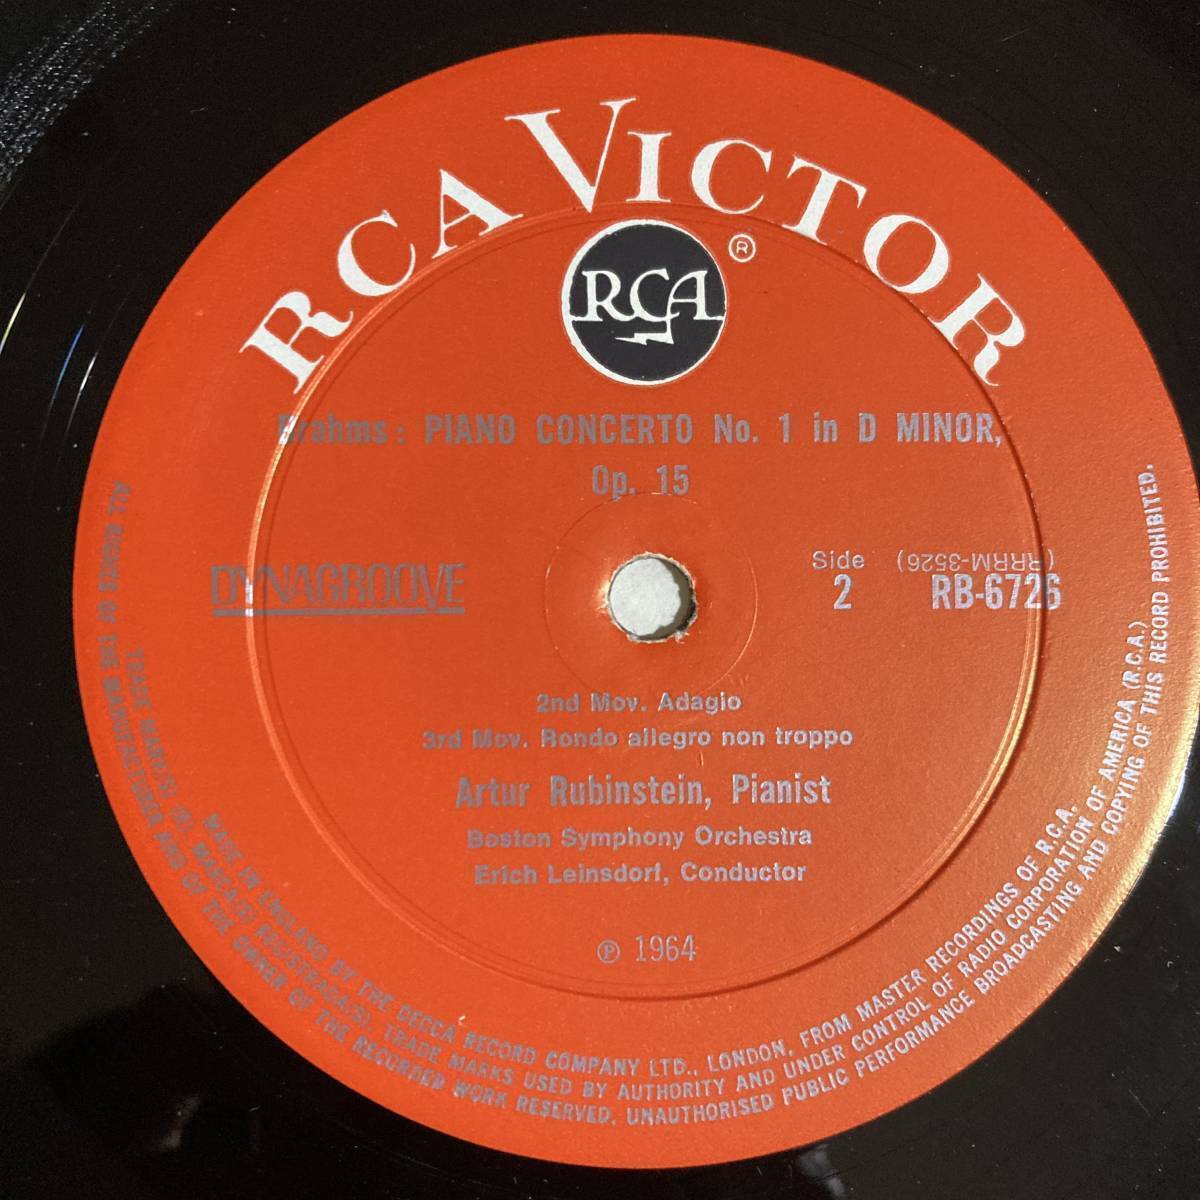 RCA VICTOR
RCA
®
Brahms: PIANO CONCERTO No. 1 in D MINOR,
Op. 15
DYNAGROOVE
Side
2
(RRRM-3526)
RB-6726
2nd Mov. Adagio
3rd Mov. Rondo allegro non troppo
Artur Rubinstein, Pianist
Boston Symphony Orchestra
Erich Leinsdorf, Conductor
℗ 1964
MADE IN ENGLAND BY THE DECCA RECORD COMPANY LTD., LONDON, FROM MASTER RECORDINGS OF R.C.A.
TRADE MARK(S) (R). MARCA(S) REGISTRADA(S). TRADE MARKS USED BY AUTHORITY AND UNDER CONTROL OF RADIO CORPORATION OF AMERICA (R.C.A.)
ALL RIGHTS OF THE MANUFACTURER AND OF THE OWNER OF THE RECORDED WORK RESERVED. UNAUTHORISED PUBLIC PERFORMANCE BROADCASTING AND COPYING OF THIS RECORD PROHIBITED.